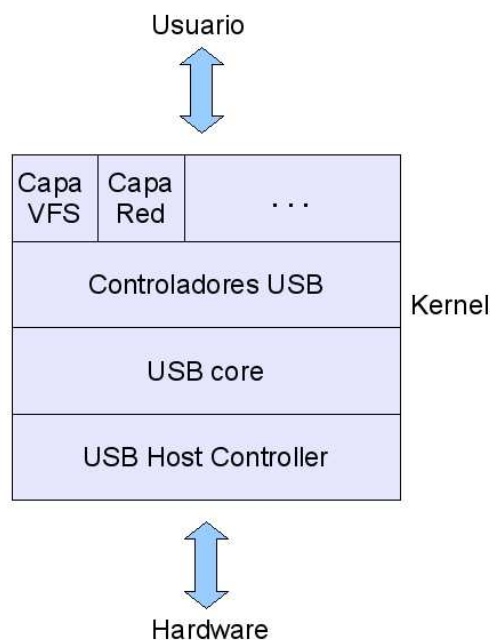 Usuario
Capa
VFS
Capa
Red
. . .
Controladores USB
Kernel
USB core
USB Host Controller
Hardware